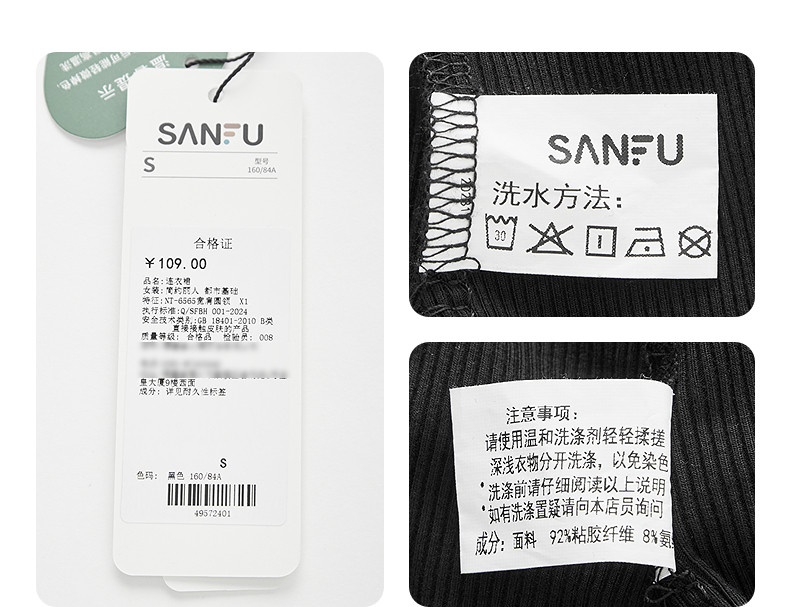 SANFU
S
型号
160/84A
合格证
￥109.00
品名:连衣裙
女装:简约丽人 都市基础
特征:NT-6565宽肩圆领 X1
执行标准:Q/SFBH 001-2024
安全技术类别:GB 18401-2010 B类
直接接触皮肤的产品
质量等级: 合格品 检验员: 008
皇大厦9楼西面
成分: 详见耐久性标签
S
色码: 黑色 160/84A
49572401
SANFU
洗水方法:
30
注意事项:
请使用温和洗涤剂轻轻揉搓
深浅衣物分开洗涤，以免染色
*洗涤前请仔细阅读以上说明
*如有洗涤置疑请向本店员询问
成分: 面料 92%粘胶纤维 8%氨